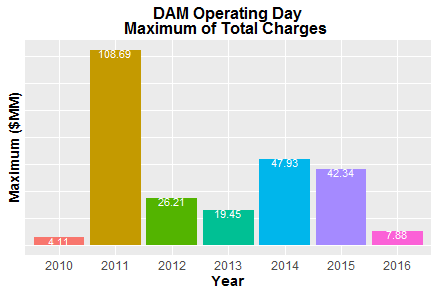 DAM Operating Day
Maximum of Total Charges
Maximum ($MM)
4.11
108.69
26.21
19.45
47.93
42.34
7.88
2010 2011 2012 2013 2014 2015 2016
Year